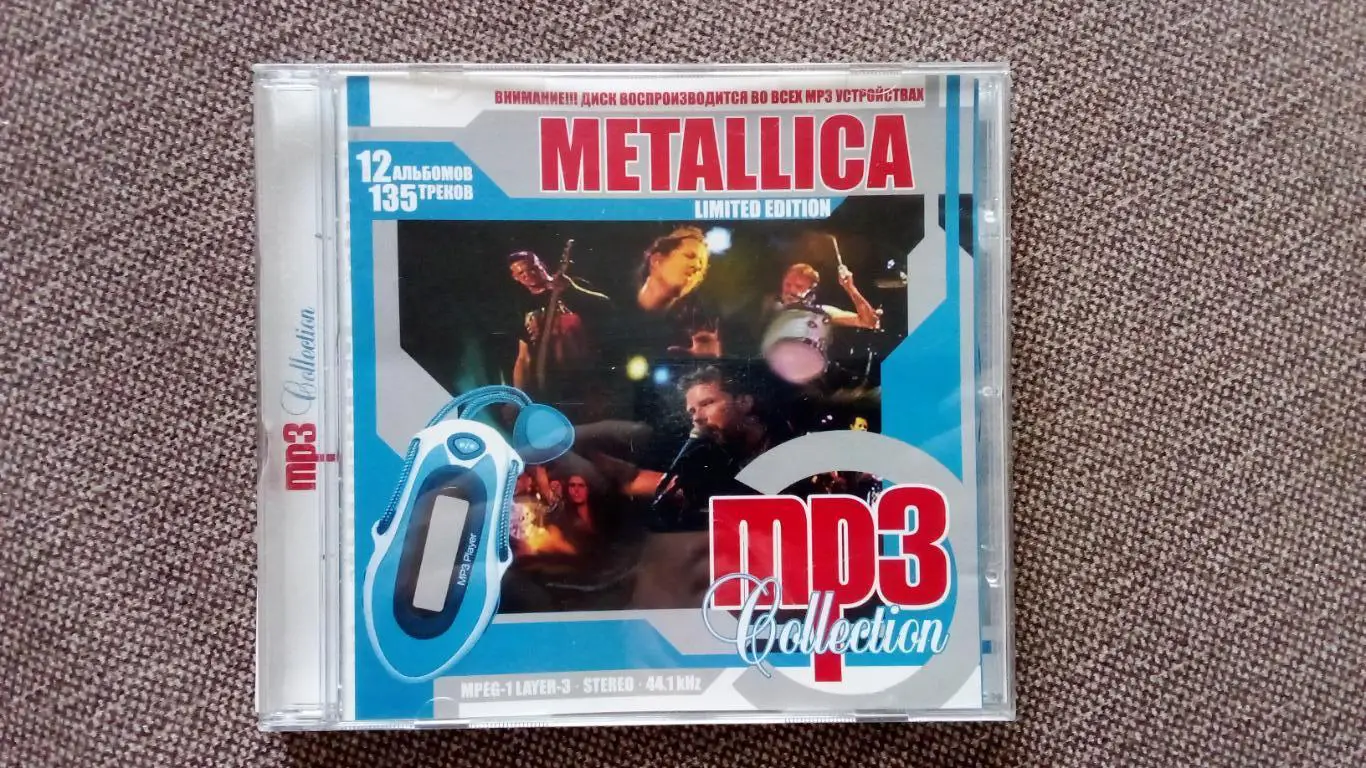 ВНИМАНИЕ!!! ДИСК ВОСПРОИЗВОДИТСЯ ВО ВСЕХ MP3 УСТРОЙСТВАХ
METALLICA
12 АЛЬБОМОВ
135 ТРЕКОВ
LIMITED EDITION
mp3 Collection
MP3 Player
mp3
Collection
MPEG-1 LAYER-3 · STEREO · 44.1 kHz